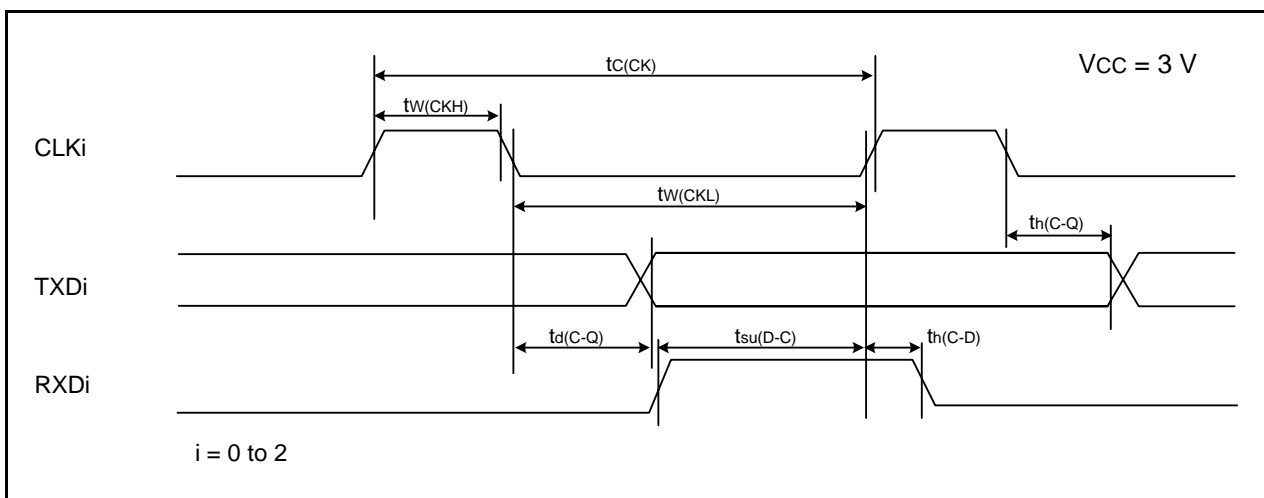 tC(CK)
VCC = 3 V
tW(CKH)
CLKi
tW(CKL)
th(C-Q)
TXDi
td(C-Q)
tsu(D-C)
th(C-D)
RXDi
i = 0 to 2